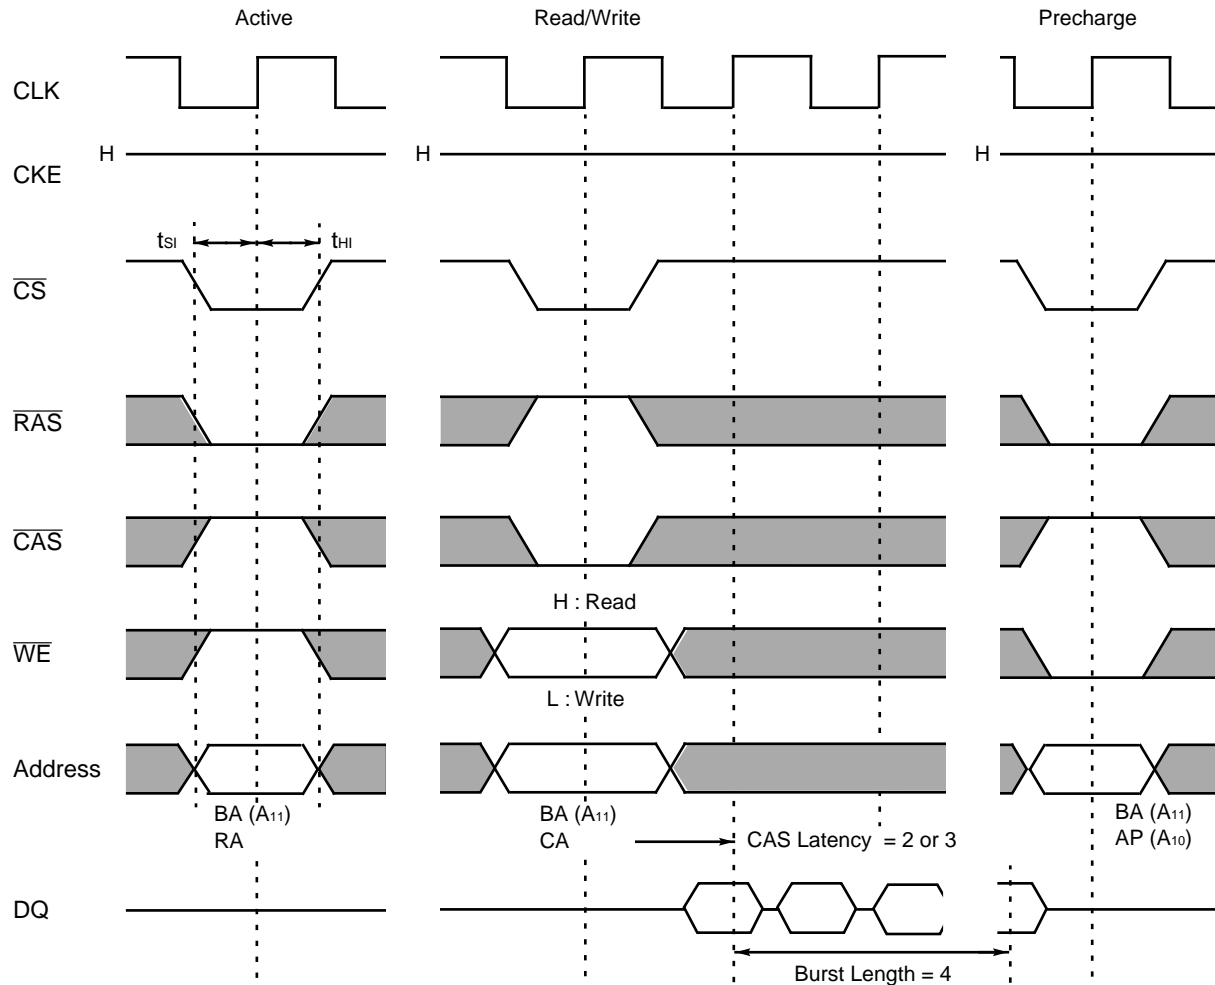 Active Read/Write Precharge
CLK
H H H
CKE
tSI tHI
CS
RAS
CAS
H : Read
WE
L : Write
Address
BA (A11) BA (A11) BA (A11)
RA CA CAS Latency = 2 or 3 AP (A10)
DQ
Burst Length = 4